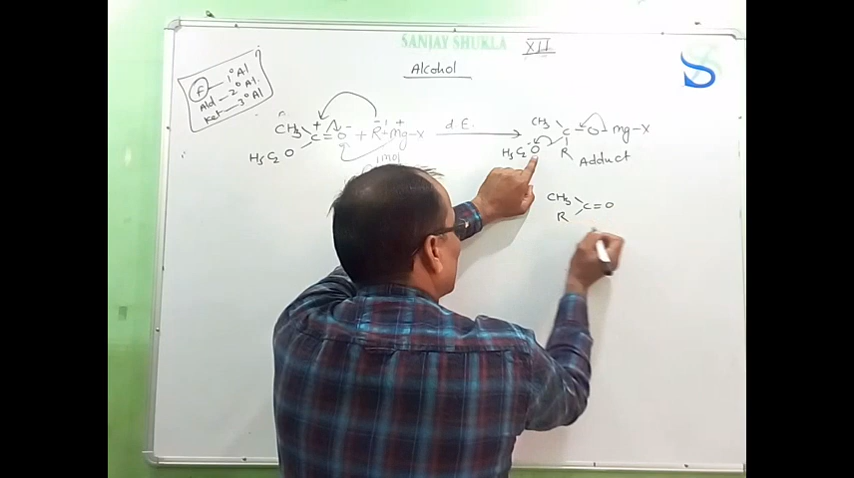 SANJAY SHUKLA
XII
Alcohol
S
f — 1° Al
Ald — 2° Al.
ket — 3° Al
CH3 + - - + 
C=O + R+Mg-X d.E.
H5C2O
1mol
CH3
C-O-mg-X
H5C2O
R Adduct
CH3
C=O
R